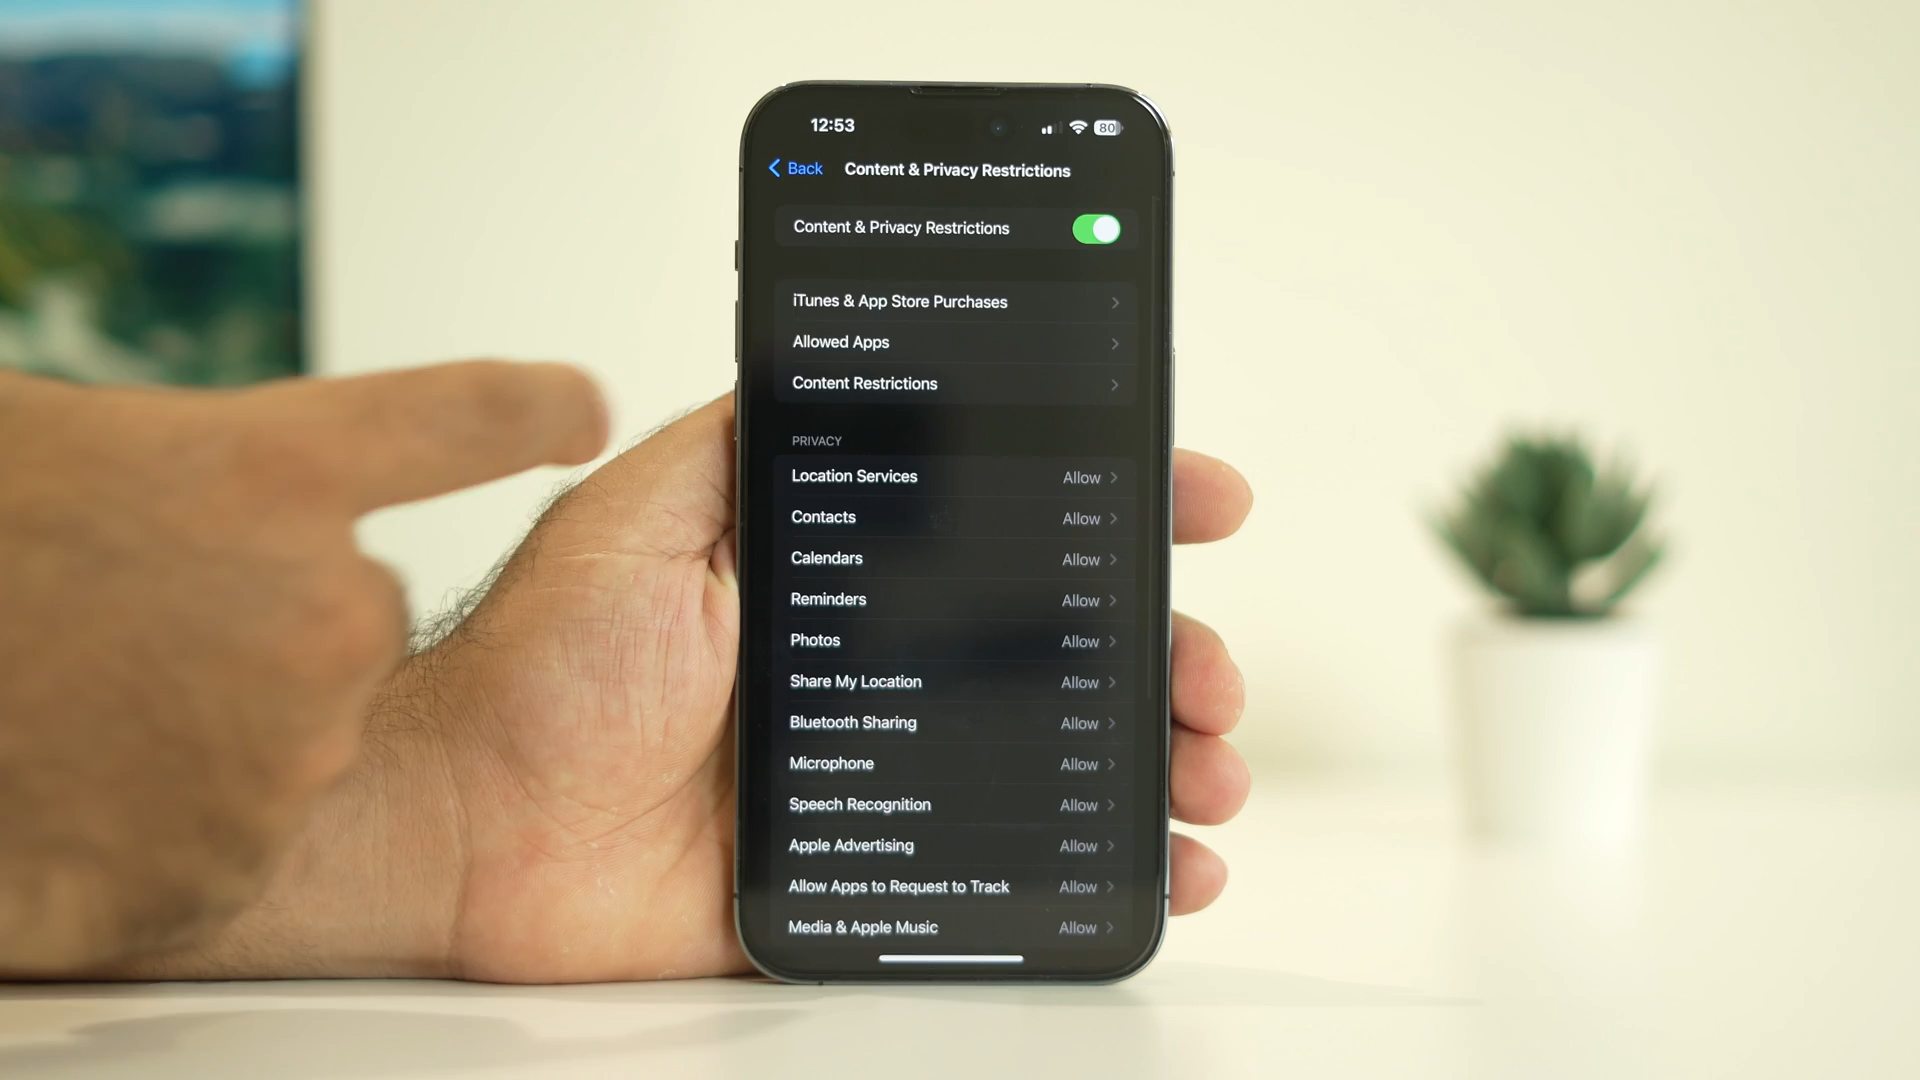 12:53
80
Back
Content & Privacy Restrictions
Content & Privacy Restrictions
iTunes & App Store Purchases
Allowed Apps
Content Restrictions
PRIVACY
Location Services Allow
Contacts Allow
Calendars Allow
Reminders Allow
Photos Allow
Share My Location Allow
Bluetooth Sharing Allow
Microphone Allow
Speech Recognition Allow
Apple Advertising Allow
Allow Apps to Request to Track Allow
Media & Apple Music Allow